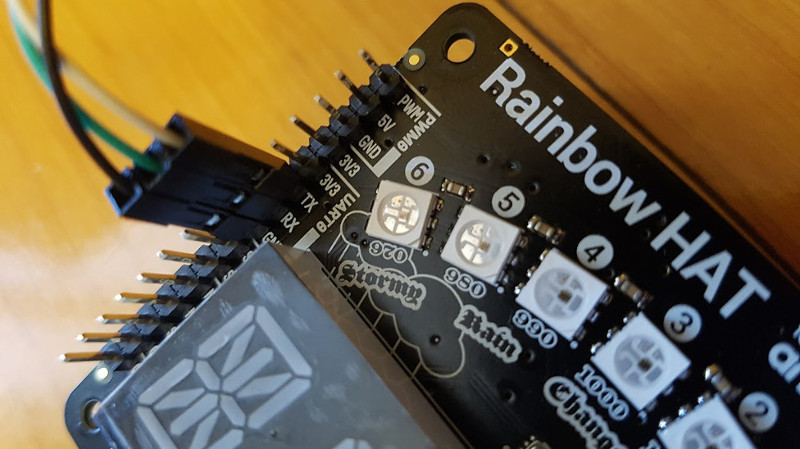 Rainbow HAT
PWM
5V
GND
PWM0
3V3
3V3
TX
RX
UART0
6
5
4
3
2
970
980
990
1000
Stormy
Rain